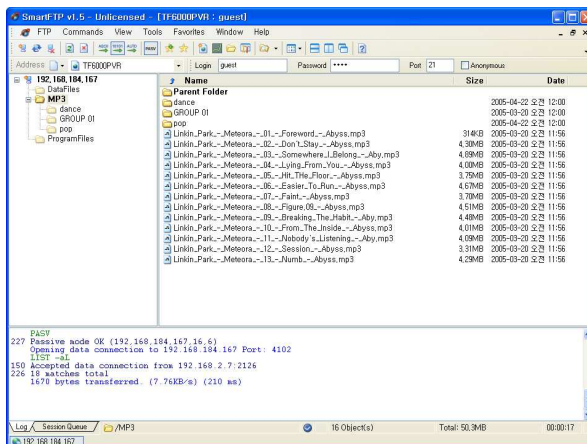 SmartFTP v1.5 - Unlicensed - [TF6000PVR : guest]
FTP Commands View Tools Favorites Window Help
Address TF6000PVR Login guest Password •••• Port 21 Anonymous
192.168.184.167
DataFiles
MP3
dance
GROUP 01
pop
ProgramFiles
Name Size Date
Parent Folder
dance 2005-04-22 오전 12:00
GROUP 01 2005-03-22 오전 12:00
pop 2005-04-22 오전 12:00
Linkin_Park_-_Meteora_-_01_-_Foreword_-_Abyss.mp3 314KB 2005-03-20 오전 11:56
Linkin_Park_-_Meteora_-_02_-_Don't_Stay_-_Abyss.mp3 4.30MB 2005-03-20 오전 11:56
Linkin_Park_-_Meteora_-_03_-_Somewhere_I_Belong_-_Aby.mp3 4.89MB 2005-03-20 오전 11:56
Linkin_Park_-_Meteora_-_04_-_Lying_From_You_-_Abyss.mp3 4.00MB 2005-03-20 오전 11:56
Linkin_Park_-_Meteora_-_05_-_Hit_THe_Floor_-_Abyss.mp3 3.75MB 2005-03-20 오전 11:56
Linkin_Park_-_Meteora_-_06_-_Easier_To_Run_-_Abyss.mp3 4.67MB 2005-03-20 오전 11:56
Linkin_Park_-_Meteora_-_07_-_Faint_-_Abyss.mp3 3.70MB 2005-03-20 오전 11:56
Linkin_Park_-_Meteora_-_08_-_Figure.09_-_Abyss.mp3 4.51MB 2005-03-20 오전 11:56
Linkin_Park_-_Meteora_-_09_-_Breaking_The_Habit_-_Aby.mp3 4.48MB 2005-03-20 오전 11:56
Linkin_Park_-_Meteora_-_10_-_From_The_Inside_-_Abyss.mp3 4.01MB 2005-03-20 오전 11:56
Linkin_Park_-_Meteora_-_11_-_Nobody's_Listening_-_Aby.mp3 4.09MB 2005-03-20 오전 11:56
Linkin_Park_-_Meteora_-_12_-_Session_-_Abyss.mp3 3.31MB 2005-03-20 오전 11:56
Linkin_Park_-_Meteora_-_13_-_Numb_-_Abyss.mp3 4.29MB 2005-03-20 오전 11:56
PASV
227 Passive mode OK (192,168,184,167,16,6)
Opening data connection to 192.168.184.167 Port: 4102
LIST -aL
150 Accepted data connection from 192.168.2.7:2126
226 18 matches total
1670 bytes transferred. (7.76KB/s) (210 ms)
Log Session Queue /MP3 16 Object(s) Total: 50.3MB 00:00:17
192.168.184.167